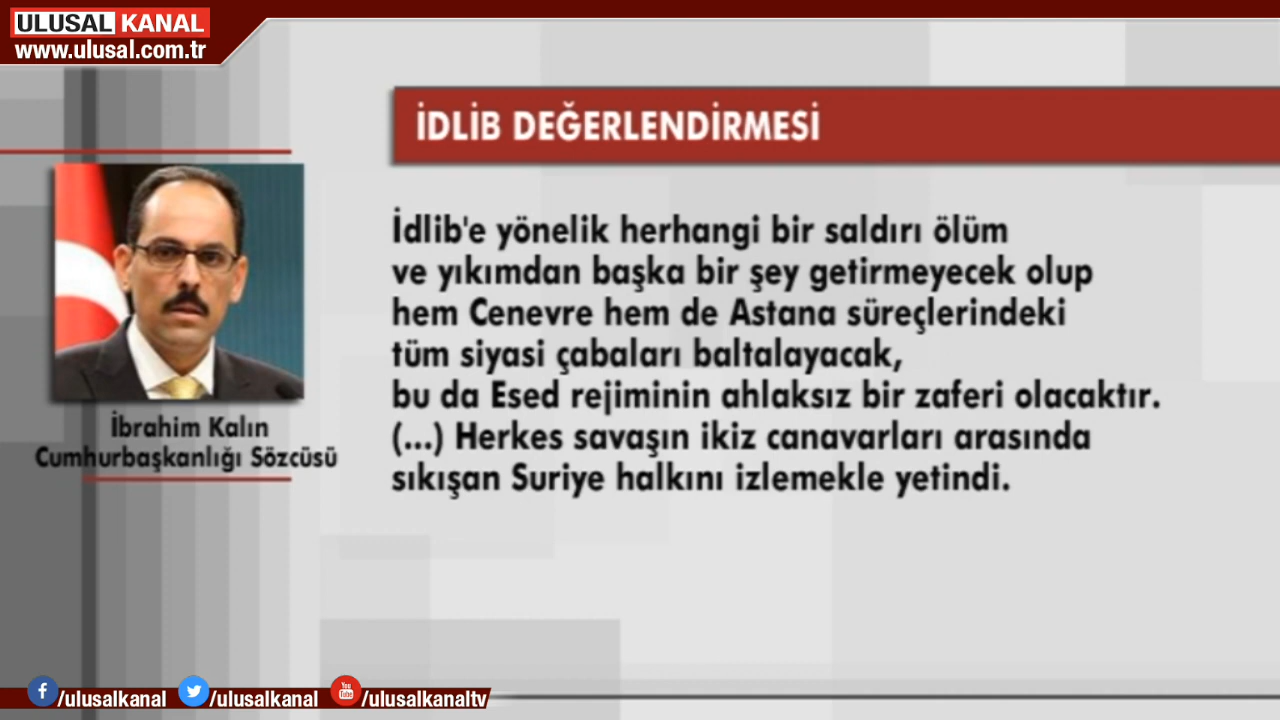 ULUSAL KANAL
www.ulusal.com.tr
İDLİB DEĞERLENDİRMESİ
İdlib'e yönelik herhangi bir saldırı ölüm
ve yıkımdan başka bir şey getirmeyecek olup
hem Cenevre hem de Astana süreçlerindeki
tüm siyasi çabaları baltalayacak,
bu da Esed rejiminin ahlaksız bir zaferi olacaktır.
(...) Herkes savaşın ikiz canavarları arasında
sıkışan Suriye halkını izlemekle yetindi.
İbrahim Kalın
Cumhurbaşkanlığı Sözcüsü
/ulusalkanal /ulusalkanal You Tube /ulusalkanaltv